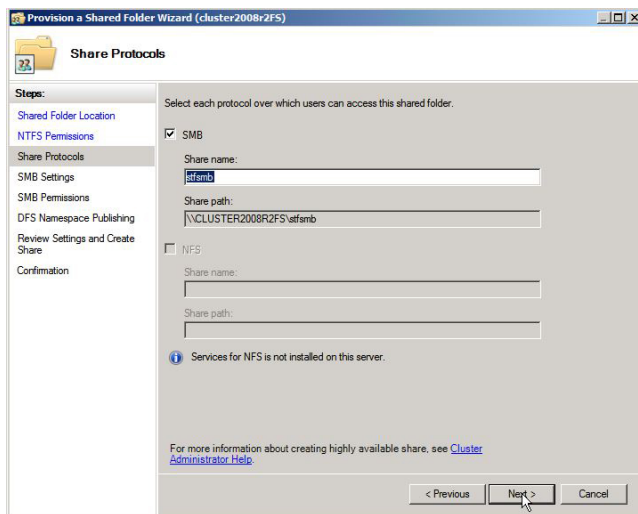 Provision a Shared Folder Wizard (cluster2008r2FS)
Share Protocols
Steps:
Shared Folder Location
NTFS Permissions
Share Protocols
SMB Settings
SMB Permissions
DFS Namespace Publishing
Review Settings and Create
Share
Confirmation
Select each protocol over which users can access this shared folder.
SMB
Share name:
stfsmb
Share path:
\\CLUSTER2008R2FS\stfsmb
NFS
Share name:
Share path:
Services for NFS is not installed on this server.
For more information about creating highly available share, see Cluster
Administrator Help.
< Previous
Next >
Cancel